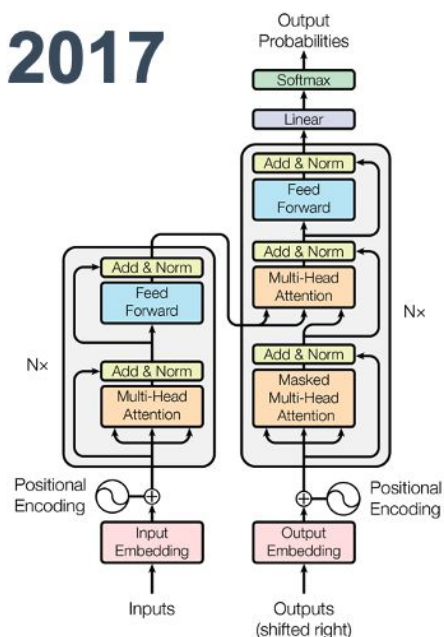 2017
Output
Probabilities
Softmax
Linear
Add & Norm
Feed
Forward
Add & Norm
Multi-Head
Attention
Nx
Add & Norm
Masked
Multi-Head
Attention
Positional
Encoding
Output
Embedding
Outputs
(shifted right)
Add & Norm
Feed
Forward
Nx
Add & Norm
Multi-Head
Attention
Positional
Encoding
Input
Embedding
Inputs